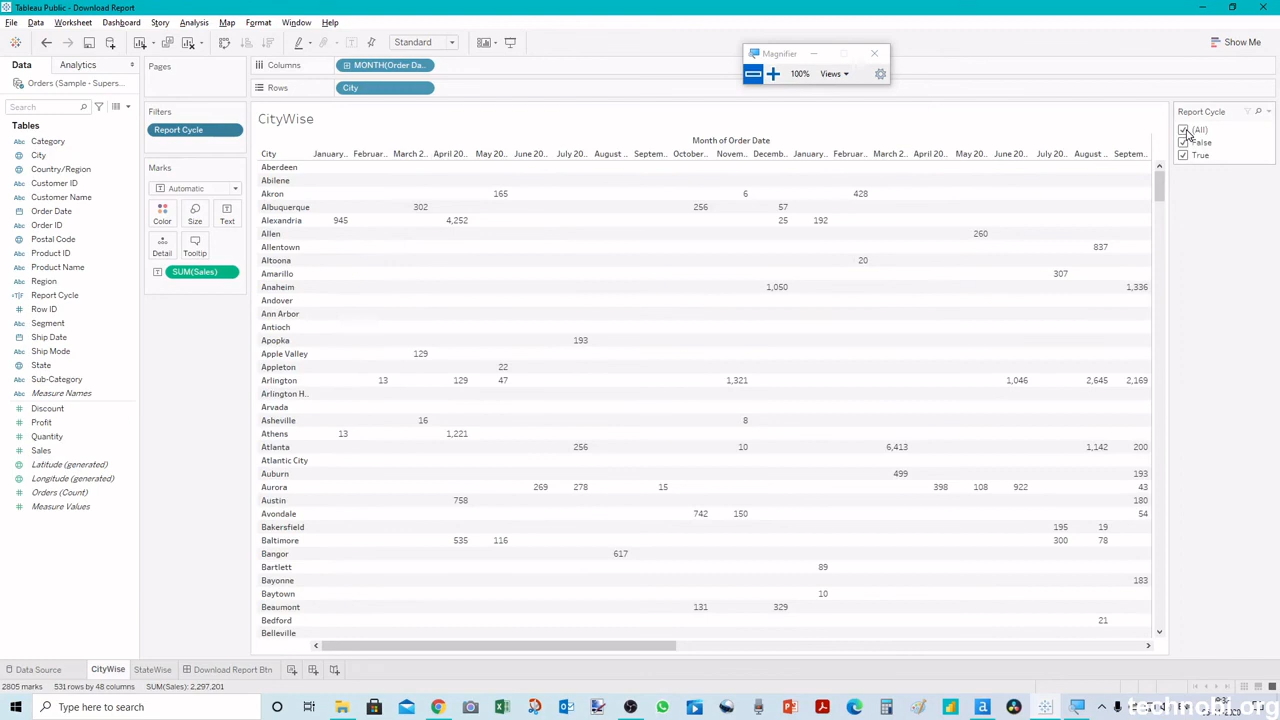 Tableau Public - Download Report
File Data Worksheet Dashboard Story Analysis Map Format Window Help
Standard
Show Me
Magnifier
100% Views
Data Analytics
Orders (Sample - Supers...
Search
Tables
Category
City
Country/Region
Customer ID
Customer Name
Order Date
Order ID
Postal Code
Product ID
Product Name
Region
Report Cycle
Row ID
Segment
Ship Date
Ship Mode
State
Sub-Category
Measure Names
Discount
Profit
Quantity
Sales
Latitude (generated)
Longitude (generated)
Orders (Count)
Measure Values
Pages
Filters
Report Cycle
Marks
Automatic
Color Size Text
Detail Tooltip
SUM(Sales)
Columns MONTH(Order Da..
Rows City
CityWise
Month of Order Date
City January.. Februar.. March 2.. April 20.. May 20.. June 20.. July 20.. August .. Septem.. October .. Novem.. Decemb.. January.. Februar.. March 2.. April 20.. May 20.. June 20.. July 20.. August .. Sept
Aberdeen
Abilene
Akron 165 6 428
Albuquerque 302 256 57
Alexandria 945 4,252 25 192
Allen 260
Allentown 837
Altoona 20
Amarillo 307
Anaheim 1,050 1,336
Andover
Ann Arbor
Antioch
Apopka 193
Apple Valley 129
Appleton 22
Arlington 13 129 47 1,321 1,046 2,645 2,169
Arlington H..
Arvada
Asheville 16 8
Athens 13 1,221
Atlanta 256 10 6,413 1,142 200
Atlantic City
Auburn 499 193
Aurora 269 278 15 398 108 922 43
Austin 758 180
Avondale 742 150 54
Bakersfield 195 19
Baltimore 535 116 300 78
Bangor 617
Bartlett 89
Bayonne 183
Baytown 10
Beaumont 131 329
Bedford 21
Belleville
Report Cycle
(All)
False
True
Data Source CityWise StateWise Download Report Btn
2805 marks 531 rows by 48 columns SUM(Sales): 2,297,201
Type here to search
technobi.org